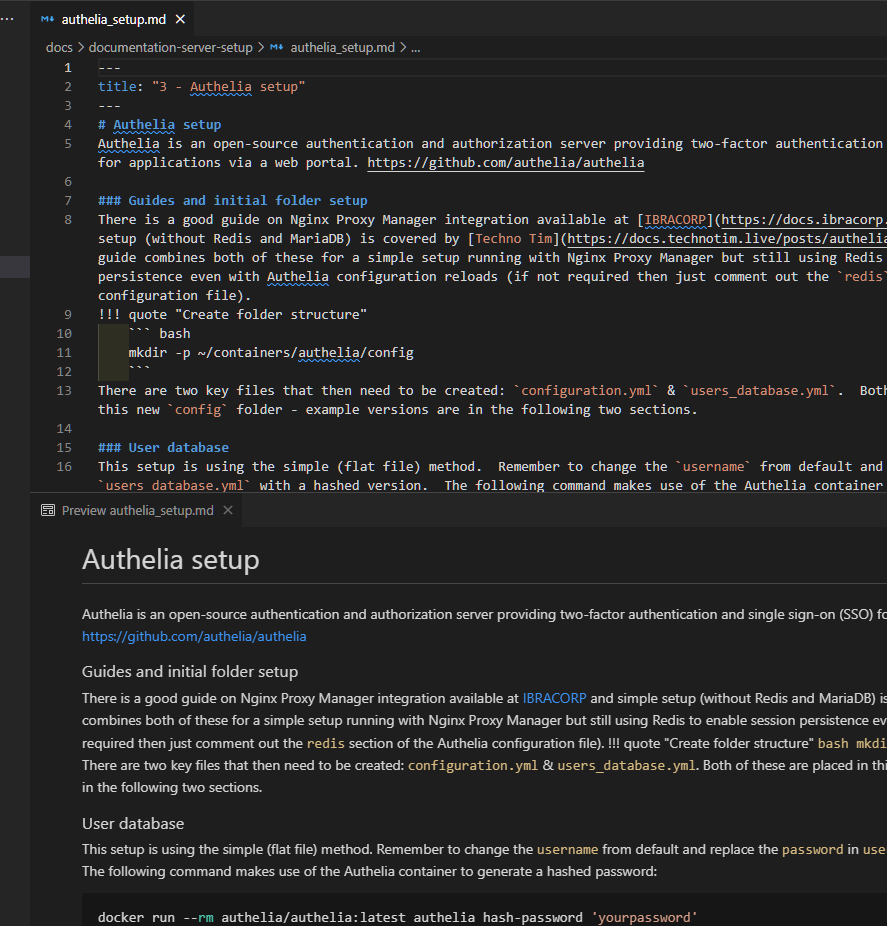 ... M↓ authelia_setup.md ×
docs > documentation-server-setup > M↓ authelia_setup.md > ...
1 ---
2 title: "3 - Authelia setup"
3 ---
4 # Authelia setup
5 Authelia is an open-source authentication and authorization server providing two-factor authentication
for applications via a web portal. https://github.com/authelia/authelia
6
7 ### Guides and initial folder setup
8 There is a good guide on Nginx Proxy Manager integration available at [IBRACORP](https://docs.ibracorp.
setup (without Redis and MariaDB) is covered by [Techno Tim](https://docs.technotim.live/posts/authelia
guide combines both of these for a simple setup running with Nginx Proxy Manager but still using Redis
persistence even with Authelia configuration reloads (if not required then just comment out the `redis`
configuration file).
9 !!! quote "Create folder structure"
10 ``` bash
11 mkdir -p ~/containers/authelia/config
12 ```
13 There are two key files that then need to be created: `configuration.yml` & `users_database.yml`.  Both
this new `config` folder - example versions are in the following two sections.
14
15 ### User database
16 This setup is using the simple (flat file) method.  Remember to change the `username` from default and
`users_database.yml` with a hashed version.  The following command makes use of the Authelia container
Preview authelia_setup.md ×
Authelia setup
Authelia is an open-source authentication and authorization server providing two-factor authentication and single sign-on (SSO) fo
https://github.com/authelia/authelia
Guides and initial folder setup
There is a good guide on Nginx Proxy Manager integration available at IBRACORP and simple setup (without Redis and MariaDB) is
combines both of these for a simple setup running with Nginx Proxy Manager but still using Redis to enable session persistence ev
required then just comment out the redis section of the Authelia configuration file). !!! quote "Create folder structure" bash mkdi
There are two key files that then need to be created: configuration.yml & users_database.yml. Both of these are placed in thi
in the following two sections.
User database
This setup is using the simple (flat file) method. Remember to change the username from default and replace the password in use
The following command makes use of the Authelia container to generate a hashed password:
docker run --rm authelia/authelia:latest authelia hash-password 'yourpassword'